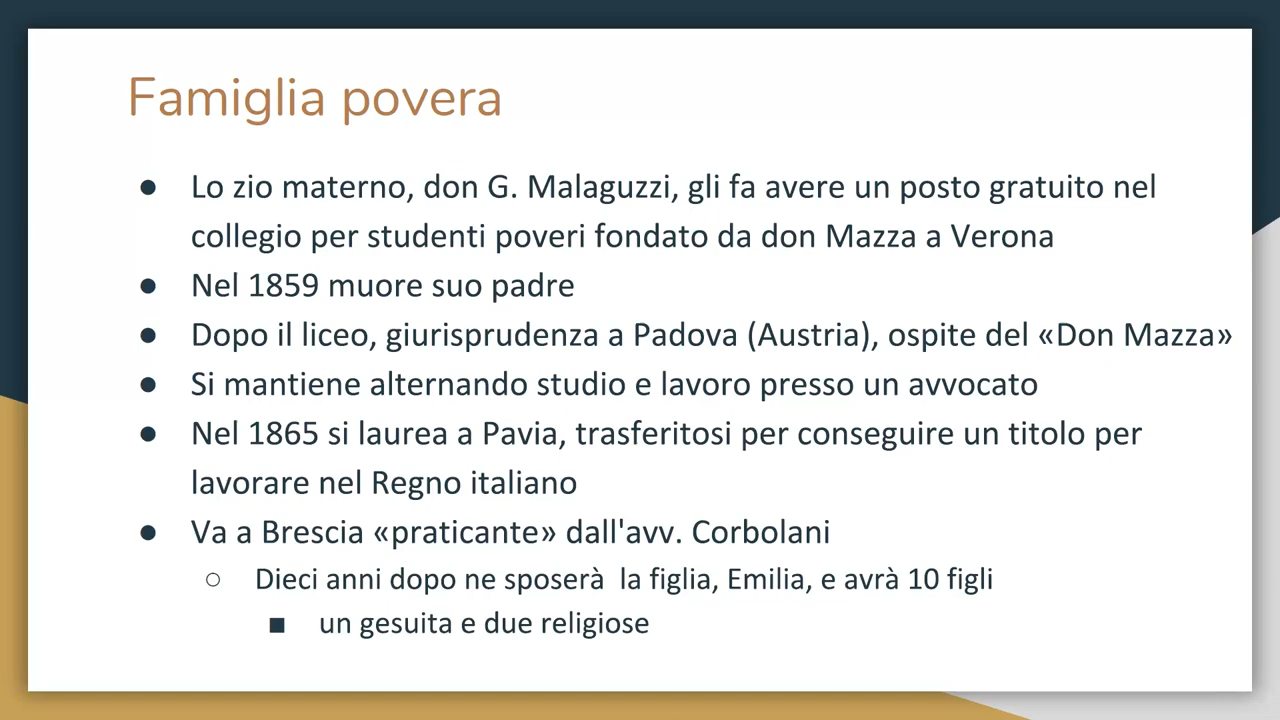 Famiglia povera
● Lo zio materno, don G. Malaguzzi, gli fa avere un posto gratuito nel
collegio per studenti poveri fondato da don Mazza a Verona
● Nel 1859 muore suo padre
● Dopo il liceo, giurisprudenza a Padova (Austria), ospite del «Don Mazza»
● Si mantiene alternando studio e lavoro presso un avvocato
● Nel 1865 si laurea a Pavia, trasferitosi per conseguire un titolo per
lavorare nel Regno italiano
● Va a Brescia «praticante» dall'avv. Corbolani
○ Dieci anni dopo ne sposerà  la figlia, Emilia, e avrà 10 figli
■ un gesuita e due religiose